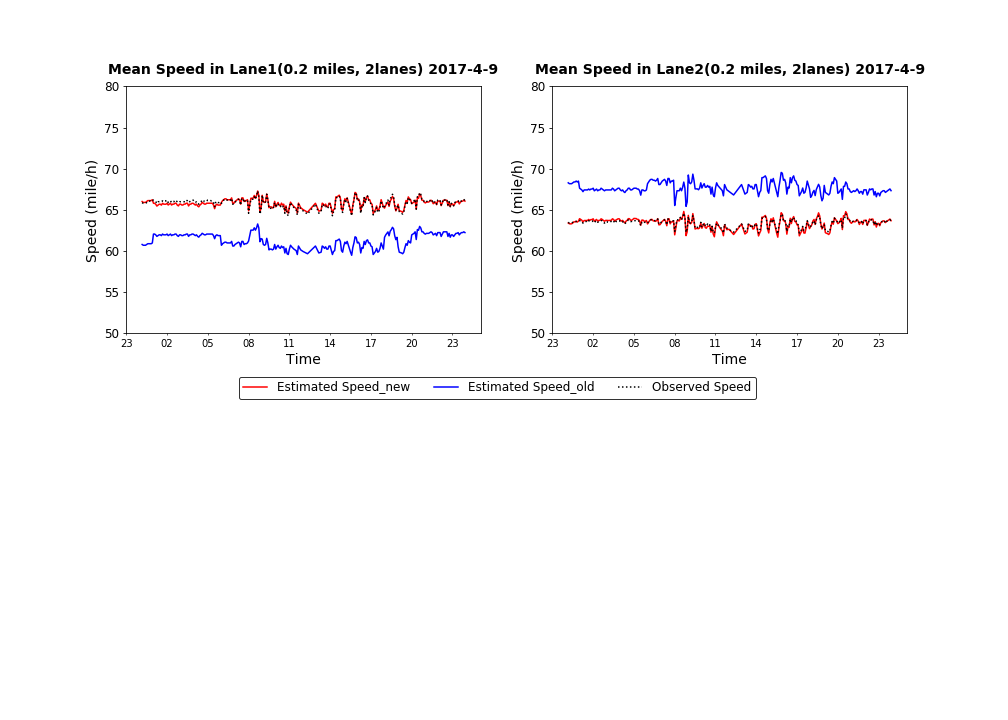 Mean Speed in Lane1(0.2 miles, 2lanes) 2017-4-9
80
75
70
65
60
55
50
Speed (mile/h)
23 02 05 08 11 14 17 20 23
Time
Mean Speed in Lane2(0.2 miles, 2lanes) 2017-4-9
80
75
70
65
60
55
50
Speed (mile/h)
23 02 05 08 11 14 17 20 23
Time
Estimated Speed_new Estimated Speed_old Observed Speed